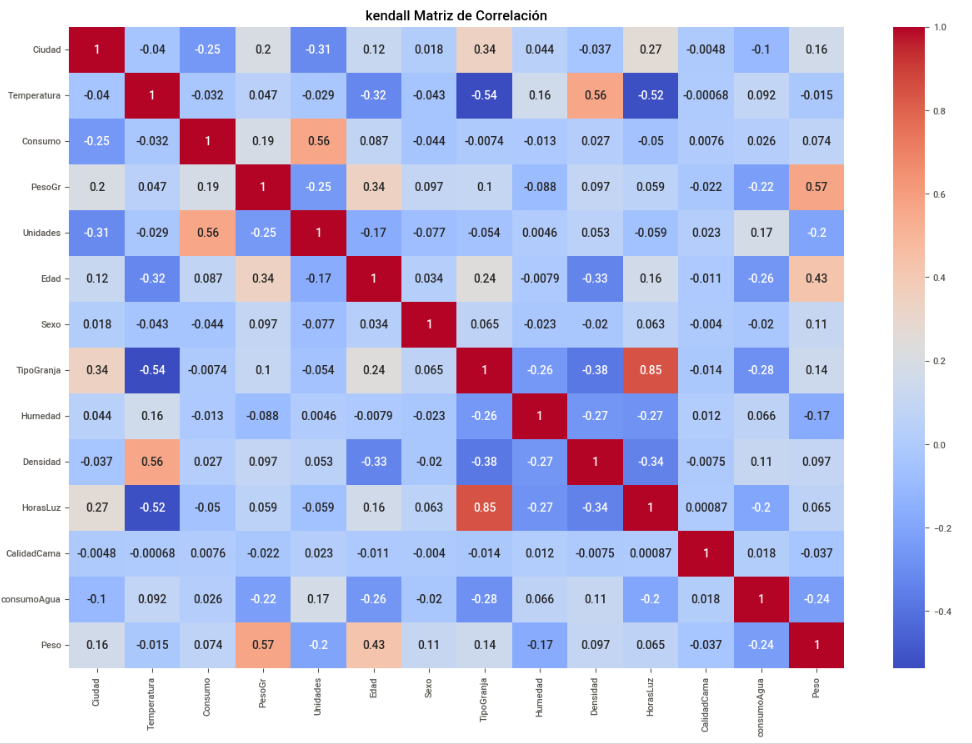 kendall Matriz de Correlación
Ciudad 1 -0.04 -0.25 0.2 -0.31 0.12 0.018 0.34 0.044 -0.037 0.27 -0.0048 -0.1 0.16
Temperatura -0.04 1 -0.032 0.047 -0.029 -0.32 -0.043 -0.54 0.16 0.56 -0.52 -0.00068 0.092 -0.015
Consumo -0.25 -0.032 1 0.19 0.56 0.087 -0.044 -0.0074 -0.013 0.027 -0.05 0.0076 0.026 0.074
PesoGr 0.2 0.047 0.19 1 -0.25 0.34 0.097 0.1 -0.088 0.097 0.059 -0.022 -0.22 0.57
Unidades -0.31 -0.029 0.56 -0.25 1 -0.17 -0.077 -0.054 0.0046 0.053 -0.059 0.023 0.17 -0.2
Edad 0.12 -0.32 0.087 0.34 -0.17 1 0.034 0.24 -0.0079 -0.33 0.16 -0.011 -0.26 0.43
Sexo 0.018 -0.043 -0.044 0.097 -0.077 0.034 1 0.065 -0.023 -0.02 0.063 -0.004 -0.02 0.11
TipoGranja 0.34 -0.54 -0.0074 0.1 -0.054 0.24 0.065 1 -0.26 -0.38 0.85 -0.014 -0.28 0.14
Humedad 0.044 0.16 -0.013 -0.088 0.0046 -0.0079 -0.023 -0.26 1 -0.27 -0.27 0.012 0.066 -0.17
Densidad -0.037 0.56 0.027 0.097 0.053 -0.33 -0.02 -0.38 -0.27 1 -0.34 -0.0075 0.11 0.097
HorasLuz 0.27 -0.52 -0.05 0.059 -0.059 0.16 0.063 0.85 -0.27 -0.34 1 0.00087 -0.2 0.065
CalidadCama -0.0048 -0.00068 0.0076 -0.022 0.023 -0.011 -0.004 -0.014 0.012 -0.0075 0.00087 1 0.018 -0.037
consumoAgua -0.1 0.092 0.026 -0.22 0.17 -0.26 -0.02 -0.28 0.066 0.11 -0.2 0.018 1 -0.24
Peso 0.16 -0.015 0.074 0.57 -0.2 0.43 0.11 0.14 -0.17 0.097 0.065 -0.037 -0.24 1
Ciudad Temperatura Consumo PesoGr Unidades Edad Sexo TipoGranja Humedad Densidad HorasLuz CalidadCama consumoAgua Peso
1.0
0.8
0.6
0.4
0.2
0.0
-0.2
-0.4